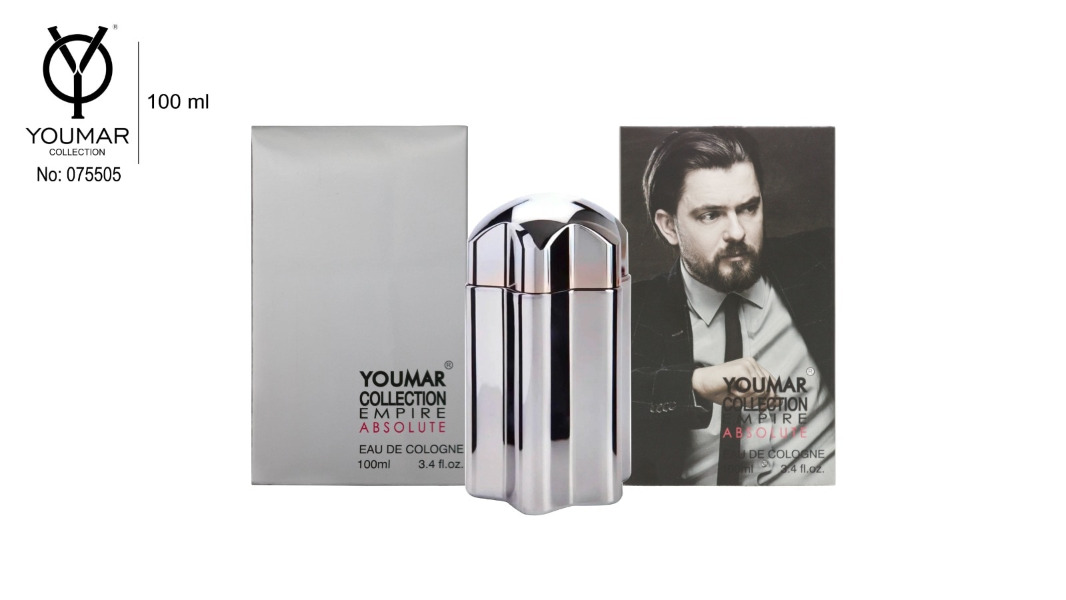 ®
YOUMAR
COLLECTION
No: 075505
100 ml
YOUMAR®
COLLECTION
EMPIRE
ABSOLUTE
EAU DE COLOGNE
100ml 3.4 fl.oz.
YOUMAR®
COLLECTION
EMPIRE
ABSOLUTE
EAU DE COLOGNE
3.4 fl.oz.